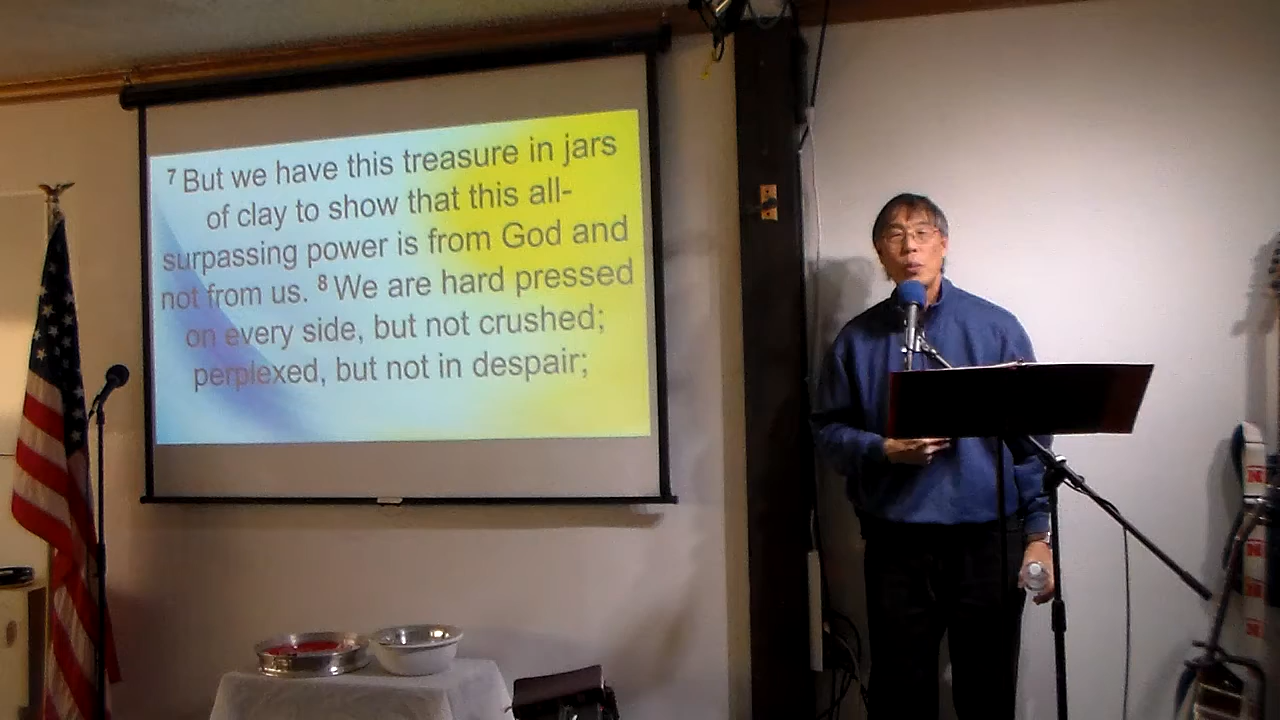 7 But we have this treasure in jars
of clay to show that this all-
surpassing power is from God and
not from us. 8 We are hard pressed
on every side, but not crushed;
perplexed, but not in despair;
N
N
N
N